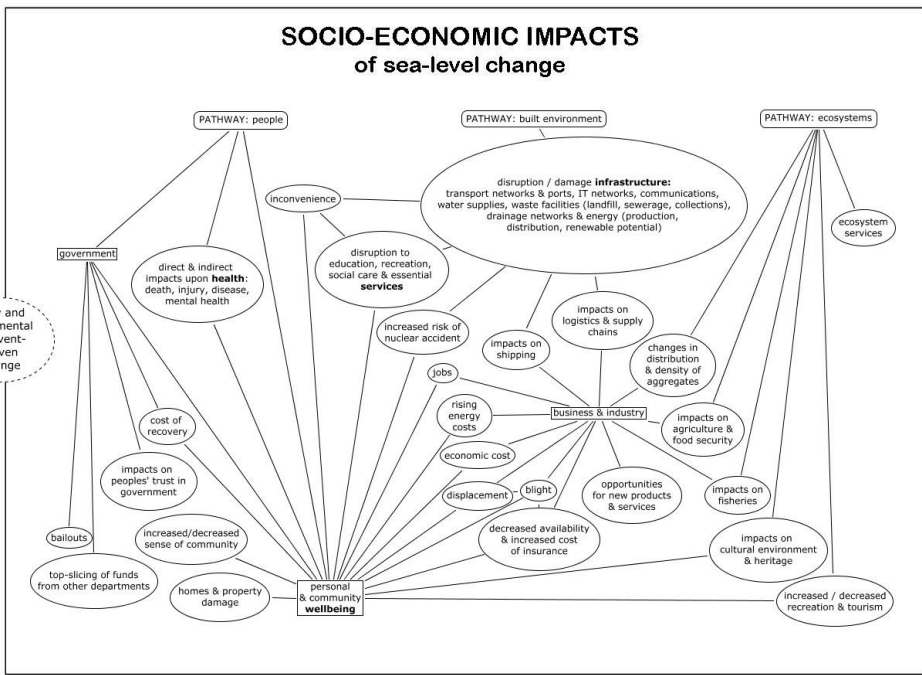 SOCIO-ECONOMIC IMPACTS
of sea-level change
PATHWAY: people
PATHWAY: built environment
PATHWAY: ecosystems
disruption / damage infrastructure:
transport networks & ports, IT networks, communications,
water supplies, waste facilities (landfill, sewerage, collections),
drainage networks & energy (production,
distribution, renewable potential)
inconvenience
ecosystem
services
government
direct & indirect
impacts upon health:
death, injury, disease,
mental health
disruption to
education, recreation,
social care & essential
services
and
mental
vent-
ven
nge
increased risk of
nuclear accident
impacts on
shipping
impacts on
logistics & supply
chains
changes in
distribution
& density of
aggregates
jobs
rising
energy
costs
business & industry
impacts on
agriculture &
food security
cost of
recovery
economic cost
impacts on
peoples' trust in
government
displacement
blight
opportunities
for new products
& services
impacts on
fisheries
bailouts
increased/decreased
sense of community
decreased availability
& increased cost
of insurance
impacts on
cultural environment
& heritage
top-slicing of funds
from other departments
homes & property
damage
personal
& community
wellbeing
increased / decreased
recreation & tourism